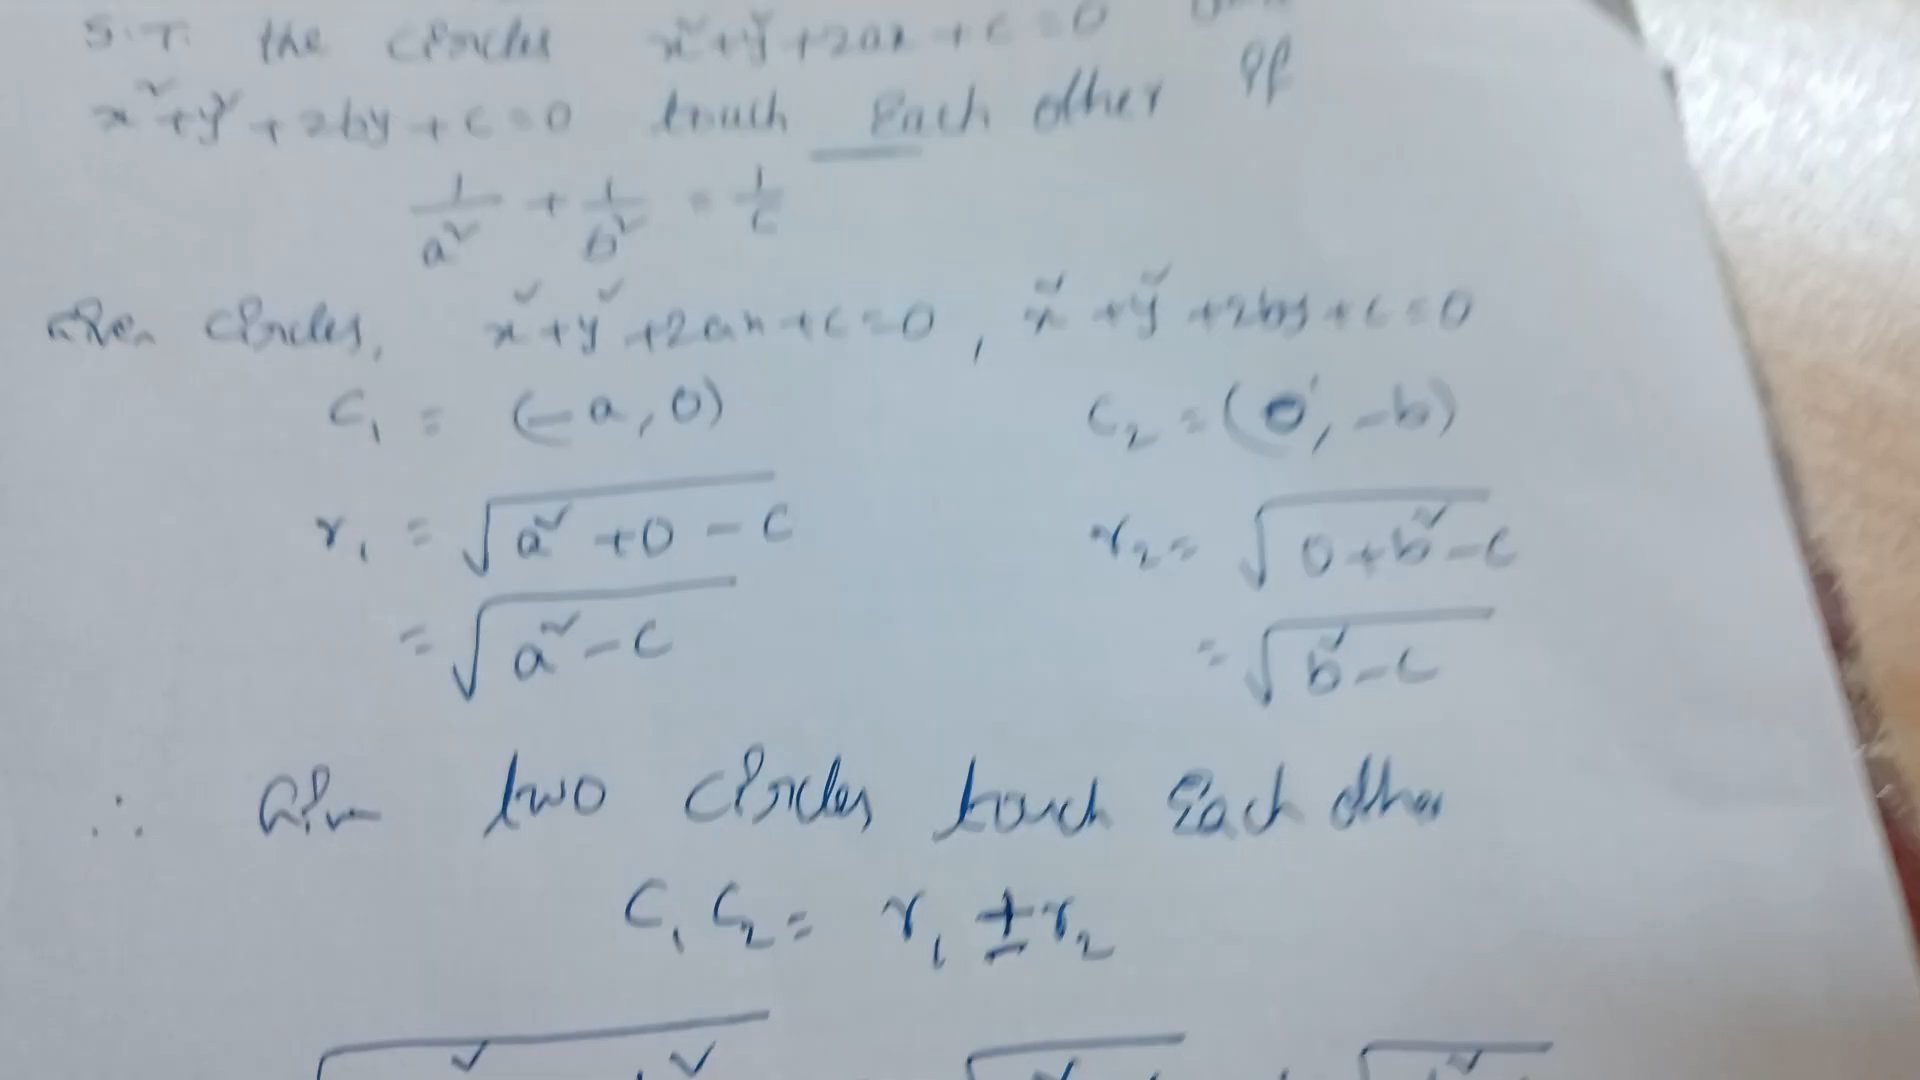 S.T. the circles x²+y²+2ax+c=0
x²+y²+2by+c=0 touch Each other if
1/a² + 1/b² = 1/c
Given circles, x²+y²+2ax+c=0, x²+y²+2by+c=0
C₁ = (-a, 0) C₂ = (0, -b)
r₁ = √(a²+0-c) r₂ = √(0+b²-c)
= √(a²-c) = √(b²-c)
∴ Given two circles touch Each other
C₁C₂ = r₁ ± r₂